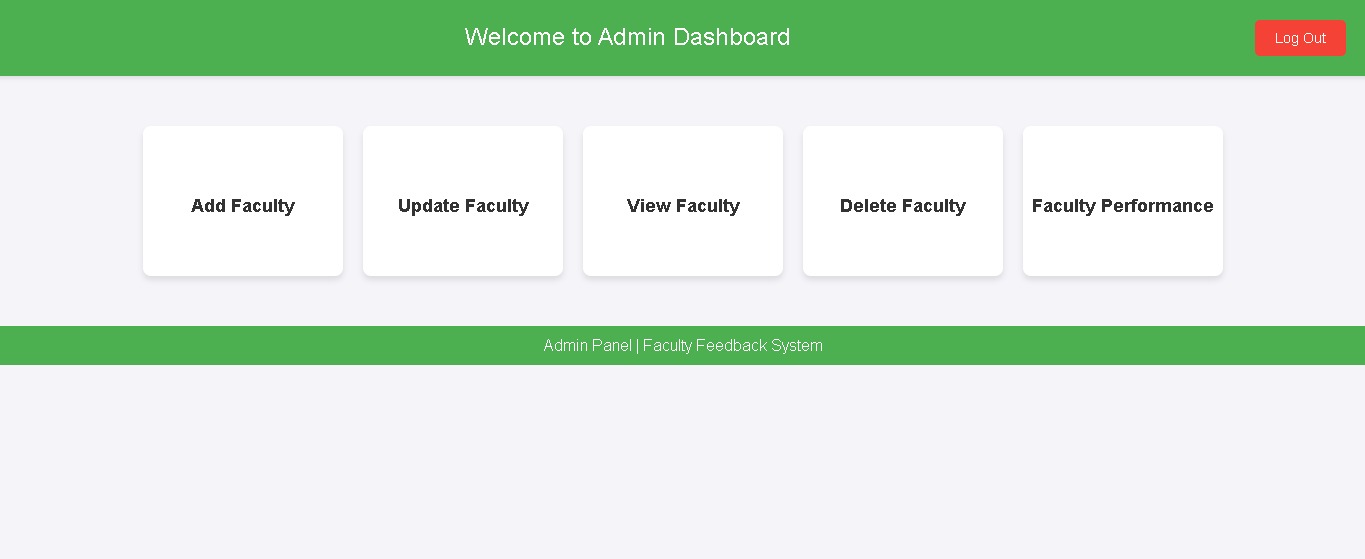 Welcome to Admin Dashboard
Log Out
Add Faculty
Update Faculty
View Faculty
Delete Faculty
Faculty Performance
Admin Panel | Faculty Feedback System